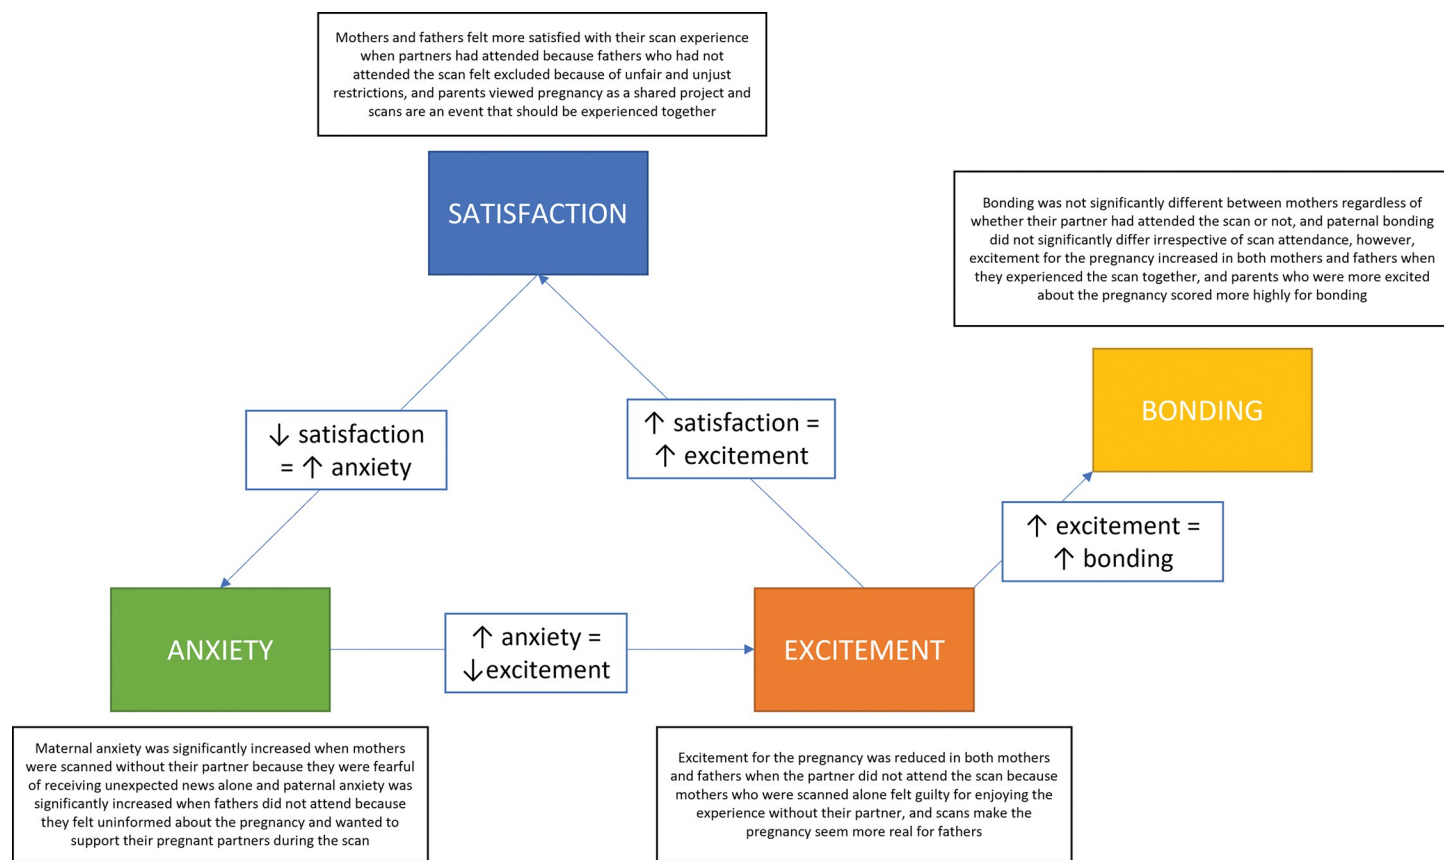 Mothers and fathers felt more satisfied with their scan experience
when partners had attended because fathers who had not
attended the scan felt excluded because of unfair and unjust
restrictions, and parents viewed pregnancy as a shared project and
scans are an event that should be experienced together
SATISFACTION
Bonding was not significantly different between mothers regardless of
whether their partner had attended the scan or not, and paternal bonding
did not significantly differ irrespective of scan attendance, however,
excitement for the pregnancy increased in both mothers and fathers when
they experienced the scan together, and parents who were more excited
about the pregnancy scored more highly for bonding
BONDING
↓ satisfaction
= ↑ anxiety
↑ satisfaction =
↑ excitement
↑ excitement =
↑ bonding
ANXIETY
↑ anxiety =
↓excitement
EXCITEMENT
Maternal anxiety was significantly increased when mothers
were scanned without their partner because they were fearful
of receiving unexpected news alone and paternal anxiety was
significantly increased when fathers did not attend because
they felt uninformed about the pregnancy and wanted to
support their pregnant partners during the scan
Excitement for the pregnancy was reduced in both mothers
and fathers when the partner did not attend the scan because
mothers who were scanned alone felt guilty for enjoying the
experience without their partner, and scans make the
pregnancy seem more real for fathers